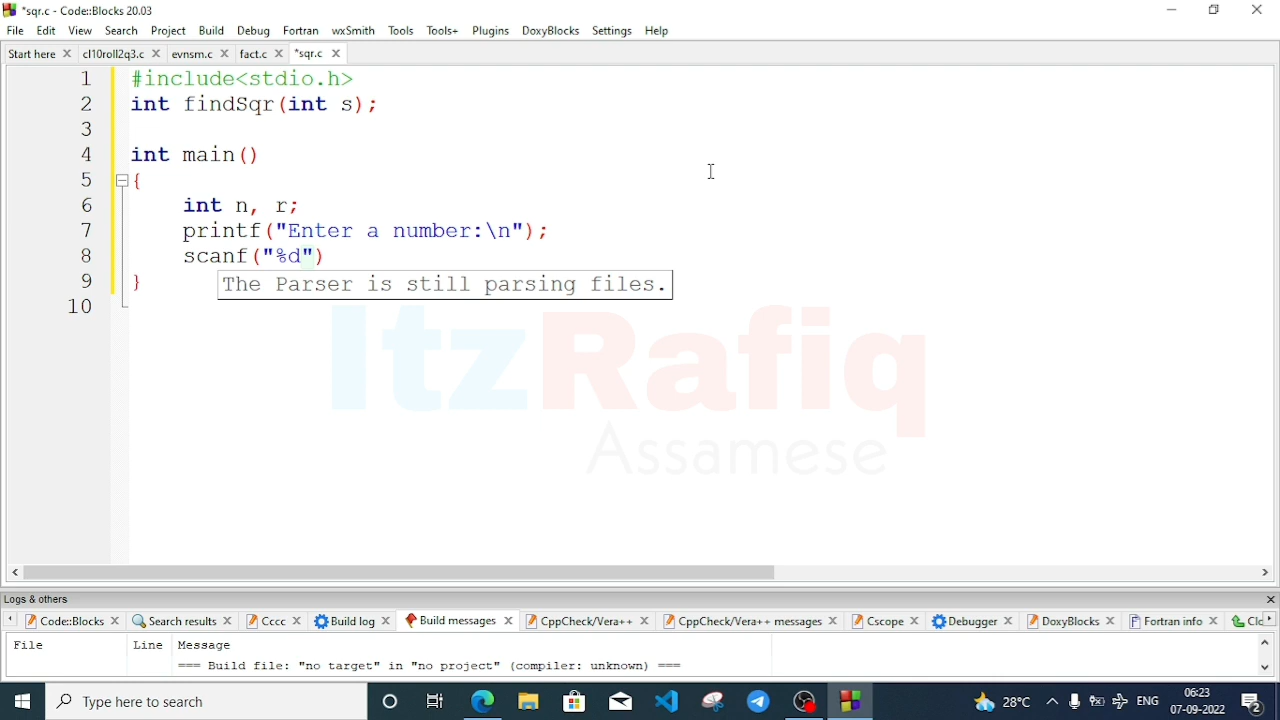 *sqr.c - Code::Blocks 20.03
File Edit View Search Project Build Debug Fortran wxSmith Tools Tools+ Plugins DoxyBlocks Settings Help
Start here cl10roll2q3.c evnsm.c fact.c *sqr.c
1 #include<stdio.h>
2 int findSqr(int s);
3
4 int main()
5 {
6 int n, r;
7 printf("Enter a number:\n");
8 scanf("%d")
9 }
The Parser is still parsing files.
10
ItzRafiq
Assamese
Logs & others
Code::Blocks Search results Cccc Build log Build messages CppCheck/Vera++ CppCheck/Vera++ messages Cscope Debugger DoxyBlocks Fortran info
File Line Message
=== Build file: "no target" in "no project" (compiler: unknown) ===
Type here to search 28°C ENG 06:23
07-09-2022 2